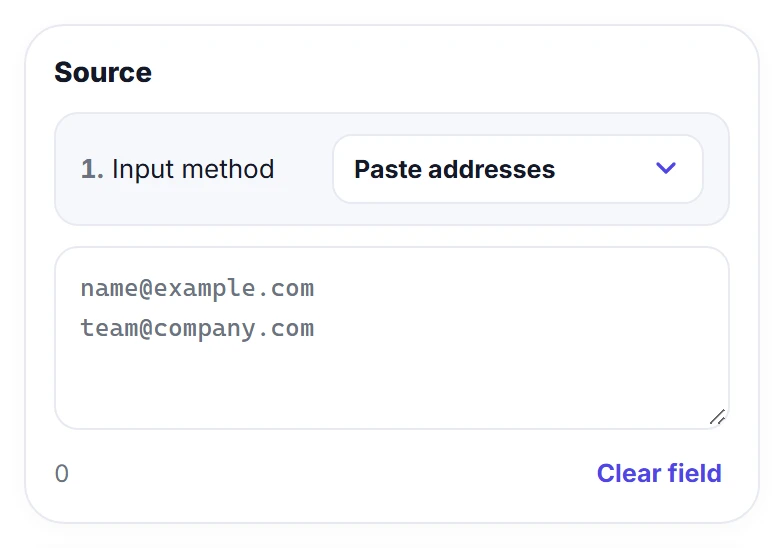 Source
1. Input method Paste addresses
name@example.com
team@company.com
0 Clear field